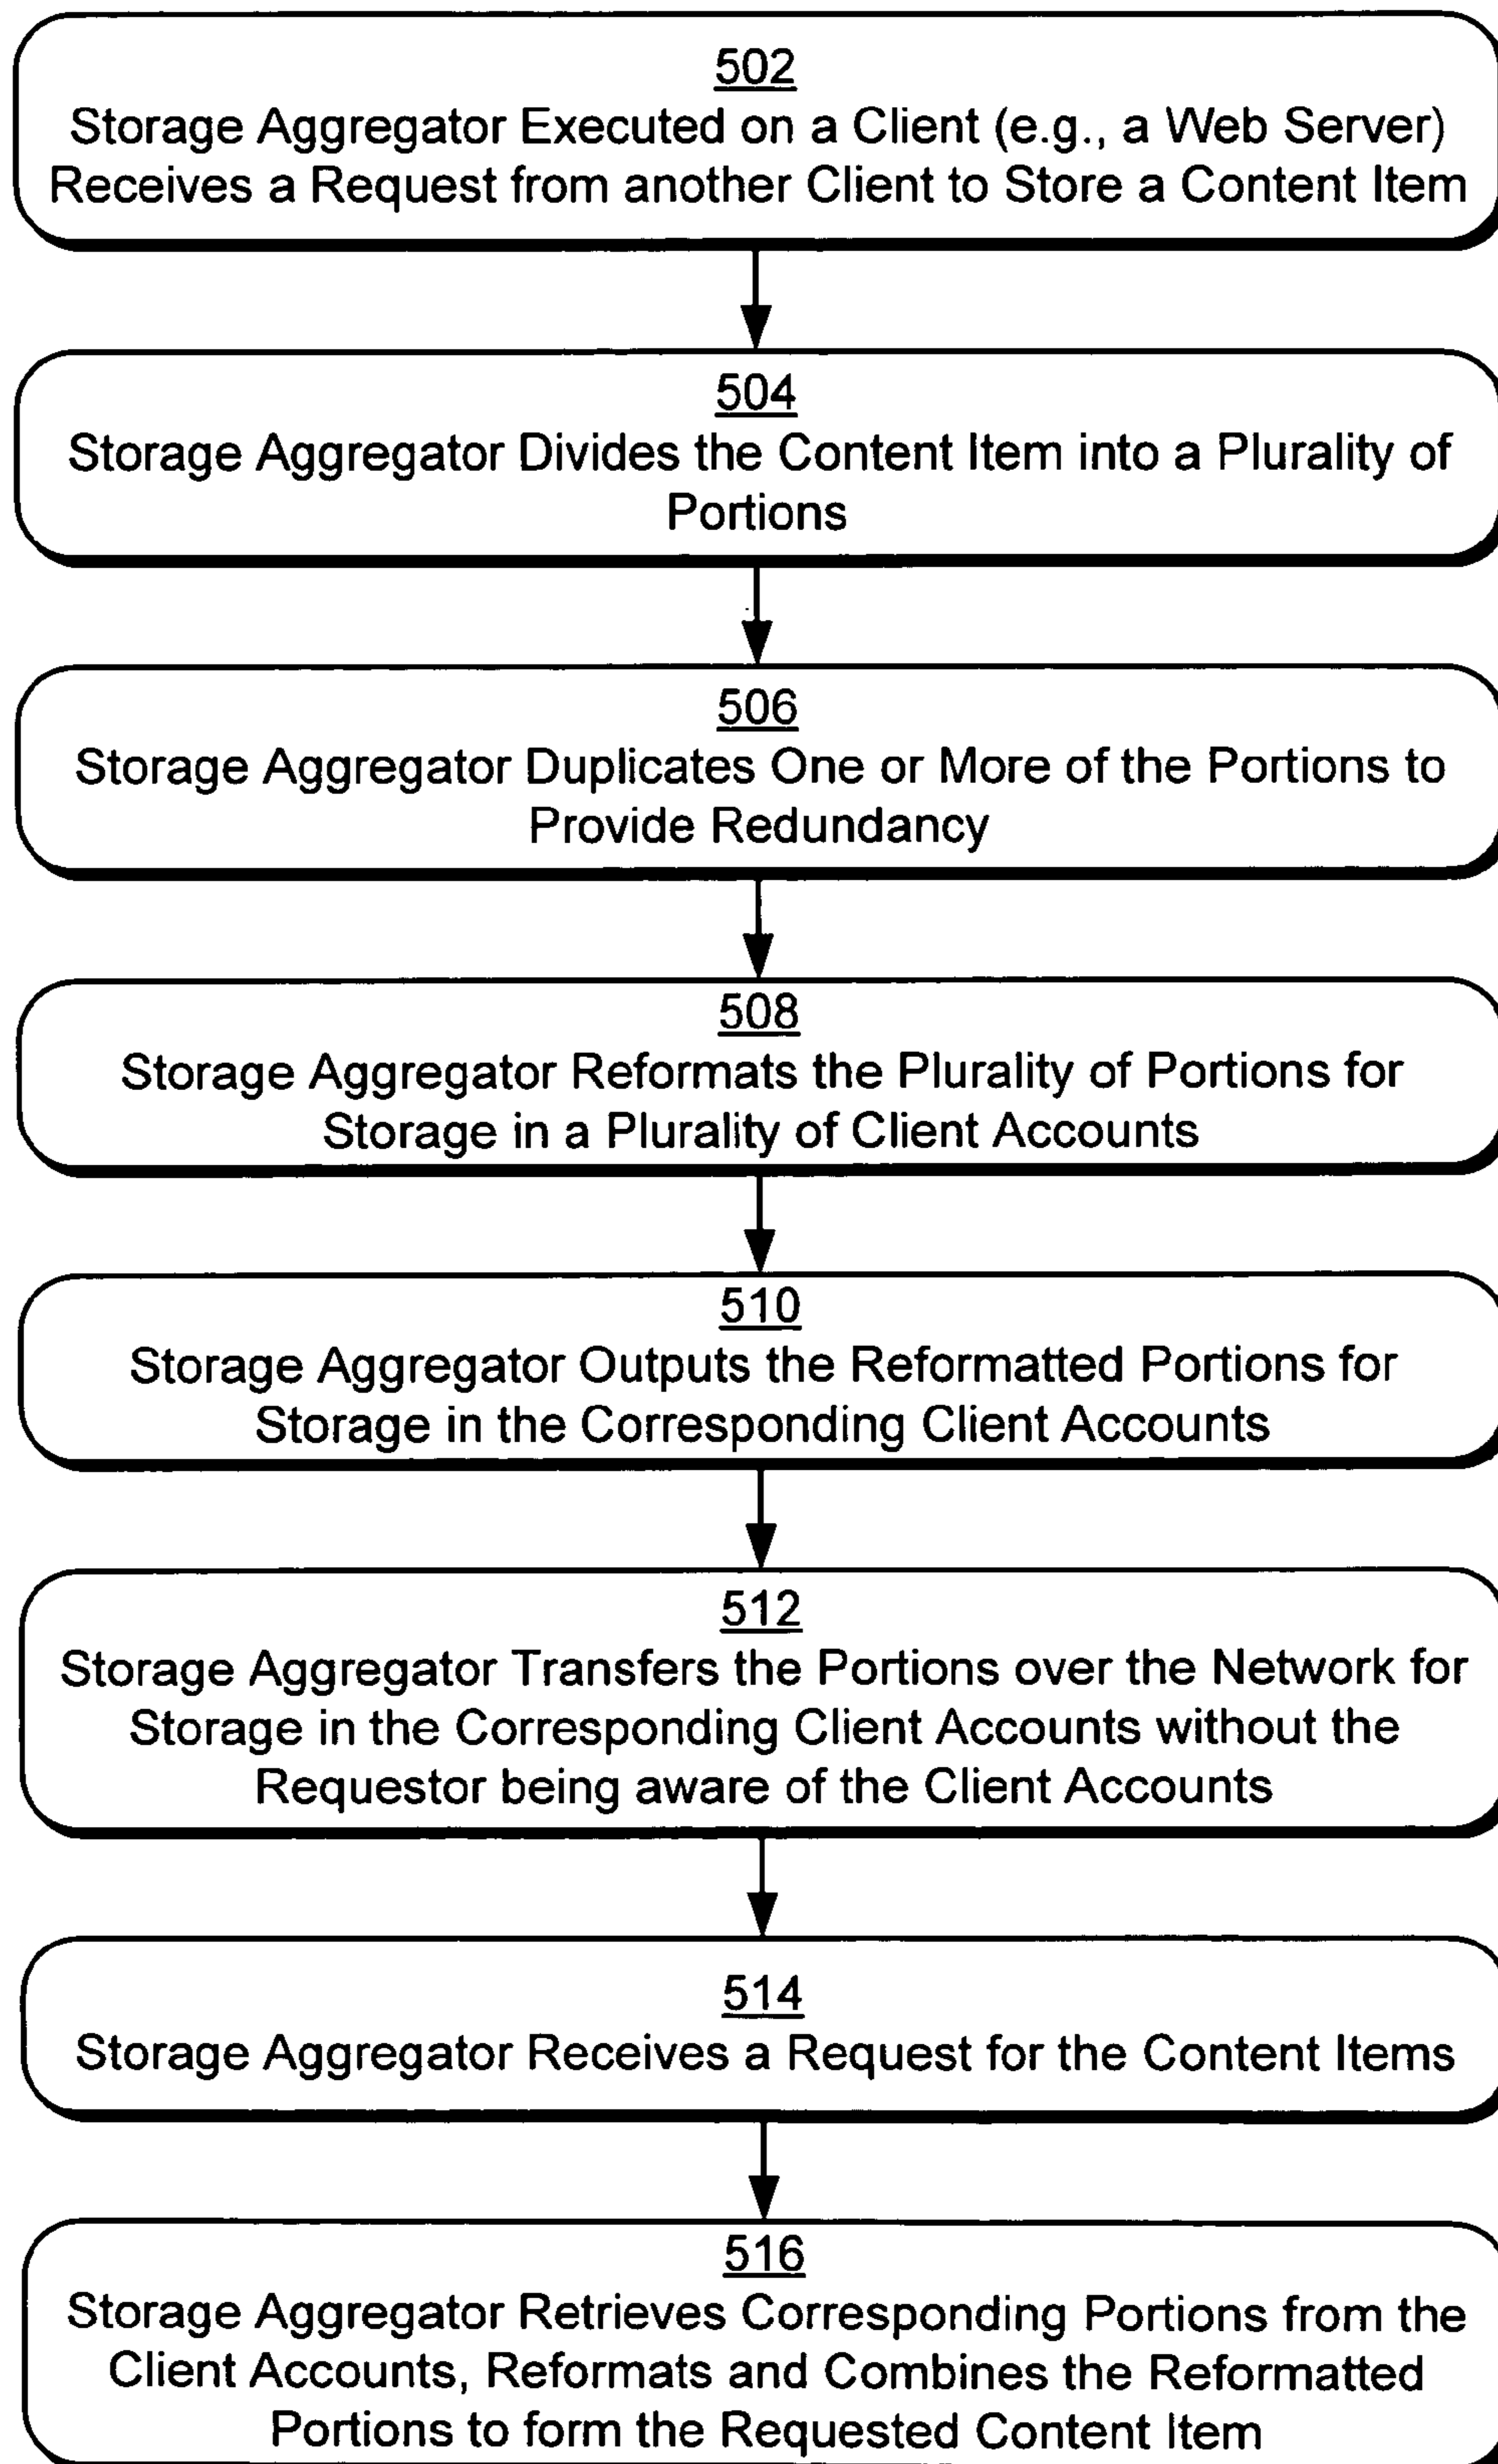 502
Storage Aggregator Executed on a Client (e.g., a Web Server)
Receives a Request from another Client to Store a Content Item
504
Storage Aggregator Divides the Content Item into a Plurality of
Portions
506
Storage Aggregator Duplicates One or More of the Portions to
Provide Redundancy
508
Storage Aggregator Reformats the Plurality of Portions for
Storage in a Plurality of Client Accounts
510
Storage Aggregator Outputs the Reformatted Portions for
Storage in the Corresponding Client Accounts
512
Storage Aggregator Transfers the Portions over the Network for
Storage in the Corresponding Client Accounts without the
Requestor being aware of the Client Accounts
514
Storage Aggregator Receives a Request for the Content Items
516
Storage Aggregator Retrieves Corresponding Portions from the
Client Accounts, Reformats and Combines the Reformatted
Portions to form the Requested Content Item